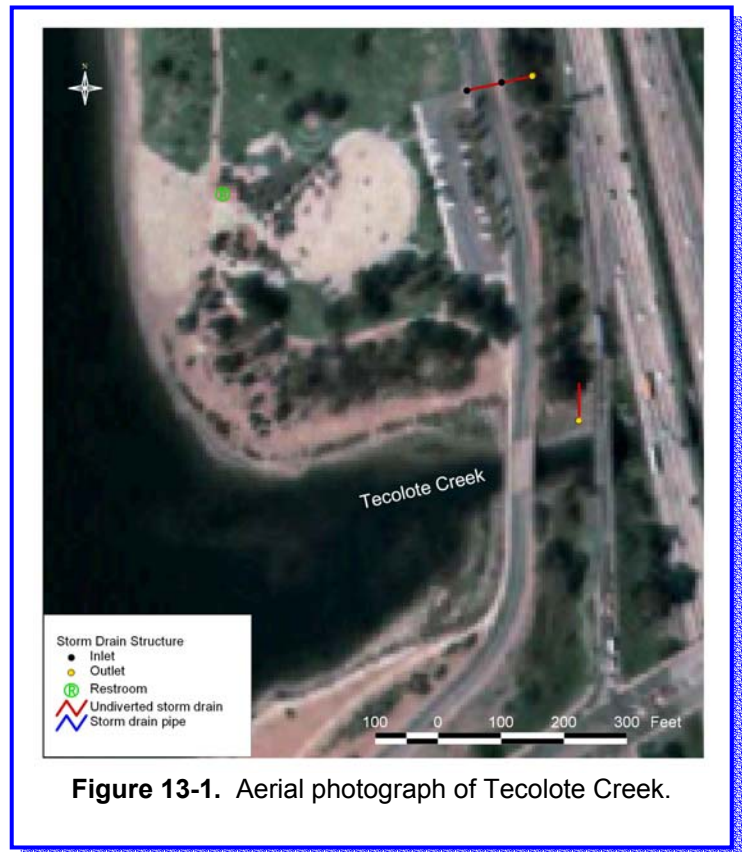 N
Tecolote Creek
Storm Drain Structure
Inlet
Outlet
R Restroom
Undiverted storm drain
Storm drain pipe
100 0 100 200 300 Feet
Figure 13-1. Aerial photograph of Tecolote Creek.